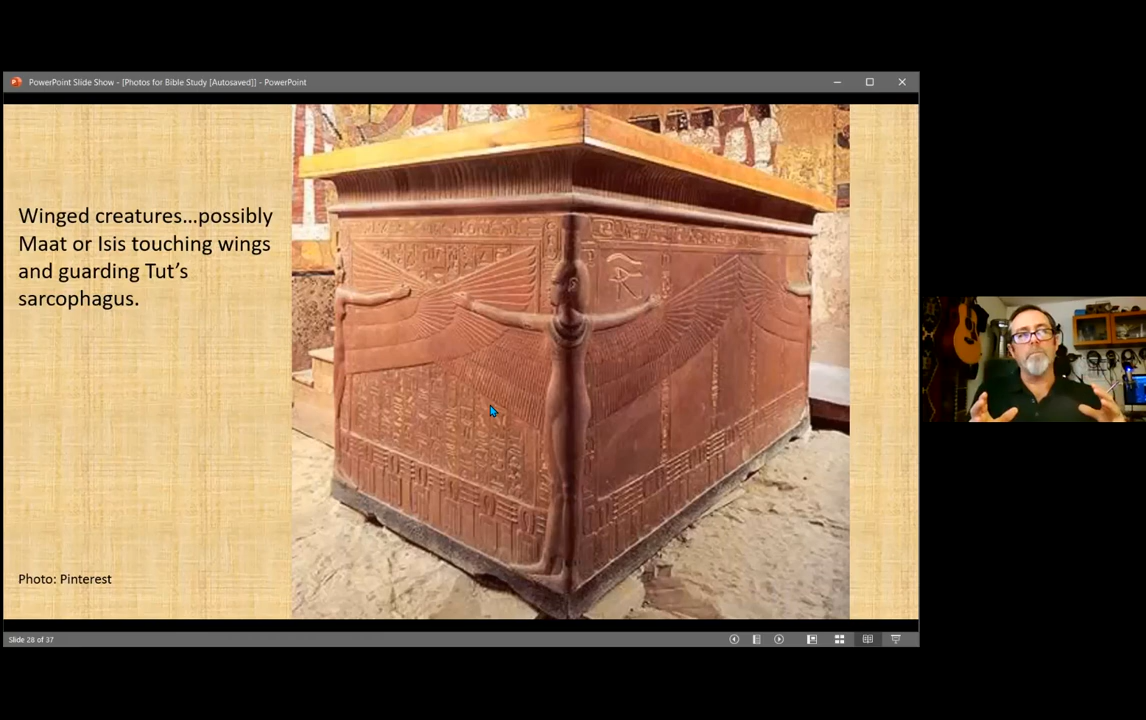 PowerPoint Slide Show - [Photos for Bible Study [Autosaved]] - PowerPoint
Winged creatures...possibly
Maat or Isis touching wings
and guarding Tut's
sarcophagus.
Photo: Pinterest
Slide 28 of 37